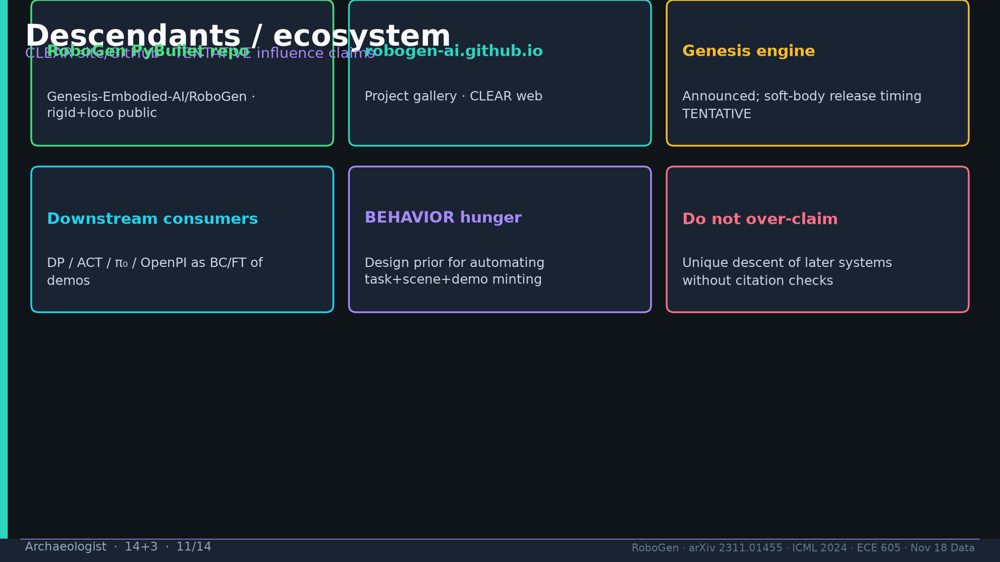 Descendants / ecosystem
CLEAR site/GitHub · TENTATIVE influence claims
RoboGen PyBullet repo
Genesis-Embodied-AI/RoboGen ·
rigid+loco public
robogen-ai.github.io
Project gallery · CLEAR web
Genesis engine
Announced; soft-body release timing
TENTATIVE
Downstream consumers
DP / ACT / π₀ / OpenPI as BC/FT of
demos
BEHAVIOR hunger
Design prior for automating
task+scene+demo minting
Do not over-claim
Unique descent of later systems
without citation checks
Archaeologist · 14+3 · 11/14
RoboGen · arXiv 2311.01455 · ICML 2024 · ECE 605 · Nov 18 Data